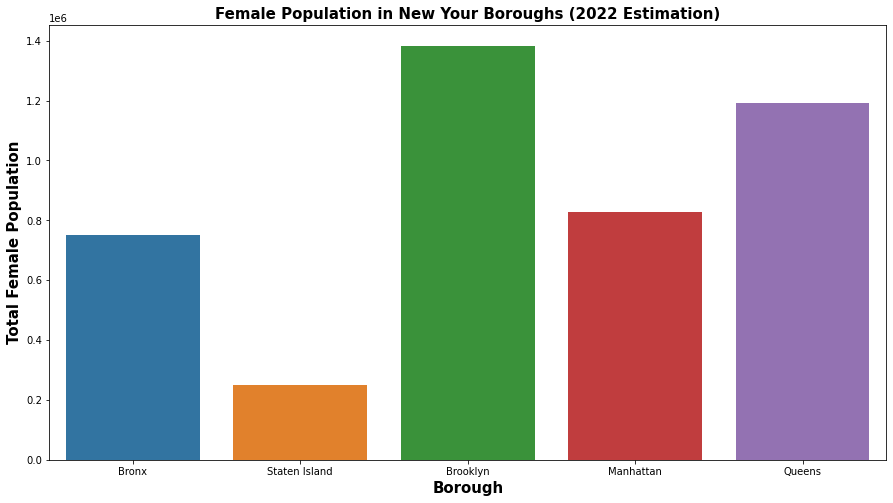 Female Population in New Your Boroughs (2022 Estimation)
1e6
1.4
1.2
1.0
0.8
0.6
0.4
0.2
0.0
Total Female Population
Bronx Staten Island Brooklyn Manhattan Queens
Borough